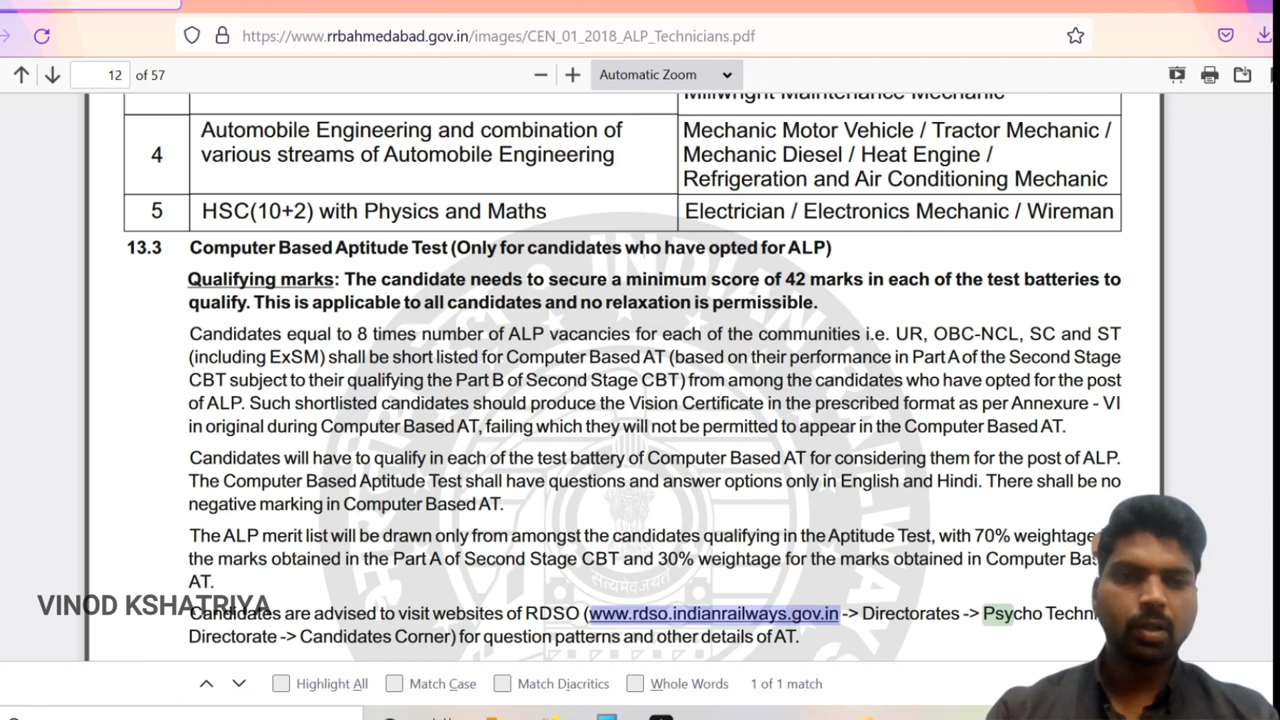 https://www.rrbahmedabad.gov.in/images/CEN_01_2018_ALP_Technicians.pdf
12 of 57
Automatic Zoom
Millwright Maintenance Mechanic
4
Automobile Engineering and combination of
various streams of Automobile Engineering
Mechanic Motor Vehicle / Tractor Mechanic /
Mechanic Diesel / Heat Engine /
Refrigeration and Air Conditioning Mechanic
5
HSC(10+2) with Physics and Maths
Electrician / Electronics Mechanic / Wireman
13.3 Computer Based Aptitude Test (Only for candidates who have opted for ALP)
Qualifying marks: The candidate needs to secure a minimum score of 42 marks in each of the test batteries to
qualify. This is applicable to all candidates and no relaxation is permissible.
Candidates equal to 8 times number of ALP vacancies for each of the communities i.e. UR, OBC-NCL, SC and ST
(including ExSM) shall be short listed for Computer Based AT (based on their performance in Part A of the Second Stage
CBT subject to their qualifying the Part B of Second Stage CBT) from among the candidates who have opted for the post
of ALP. Such shortlisted candidates should produce the Vision Certificate in the prescribed format as per Annexure - VI
in original during Computer Based AT, failing which they will not be permitted to appear in the Computer Based AT.
Candidates will have to qualify in each of the test battery of Computer Based AT for considering them for the post of ALP.
The Computer Based Aptitude Test shall have questions and answer options only in English and Hindi. There shall be no
negative marking in Computer Based AT.
The ALP merit list will be drawn only from amongst the candidates qualifying in the Aptitude Test, with 70% weightage
the marks obtained in the Part A of Second Stage CBT and 30% weightage for the marks obtained in Computer Ba
AT.
VINOD KSHATRIYA
Candidates are advised to visit websites of RDSO (www.rdso.indianrailways.gov.in -> Directorates -> Psycho Techn
Directorate -> Candidates Corner) for question patterns and other details of AT.
INDIAN RAILWAYS
सत्यमेव जयते
Highlight All
Match Case
Match Diacritics
Whole Words
1 of 1 match